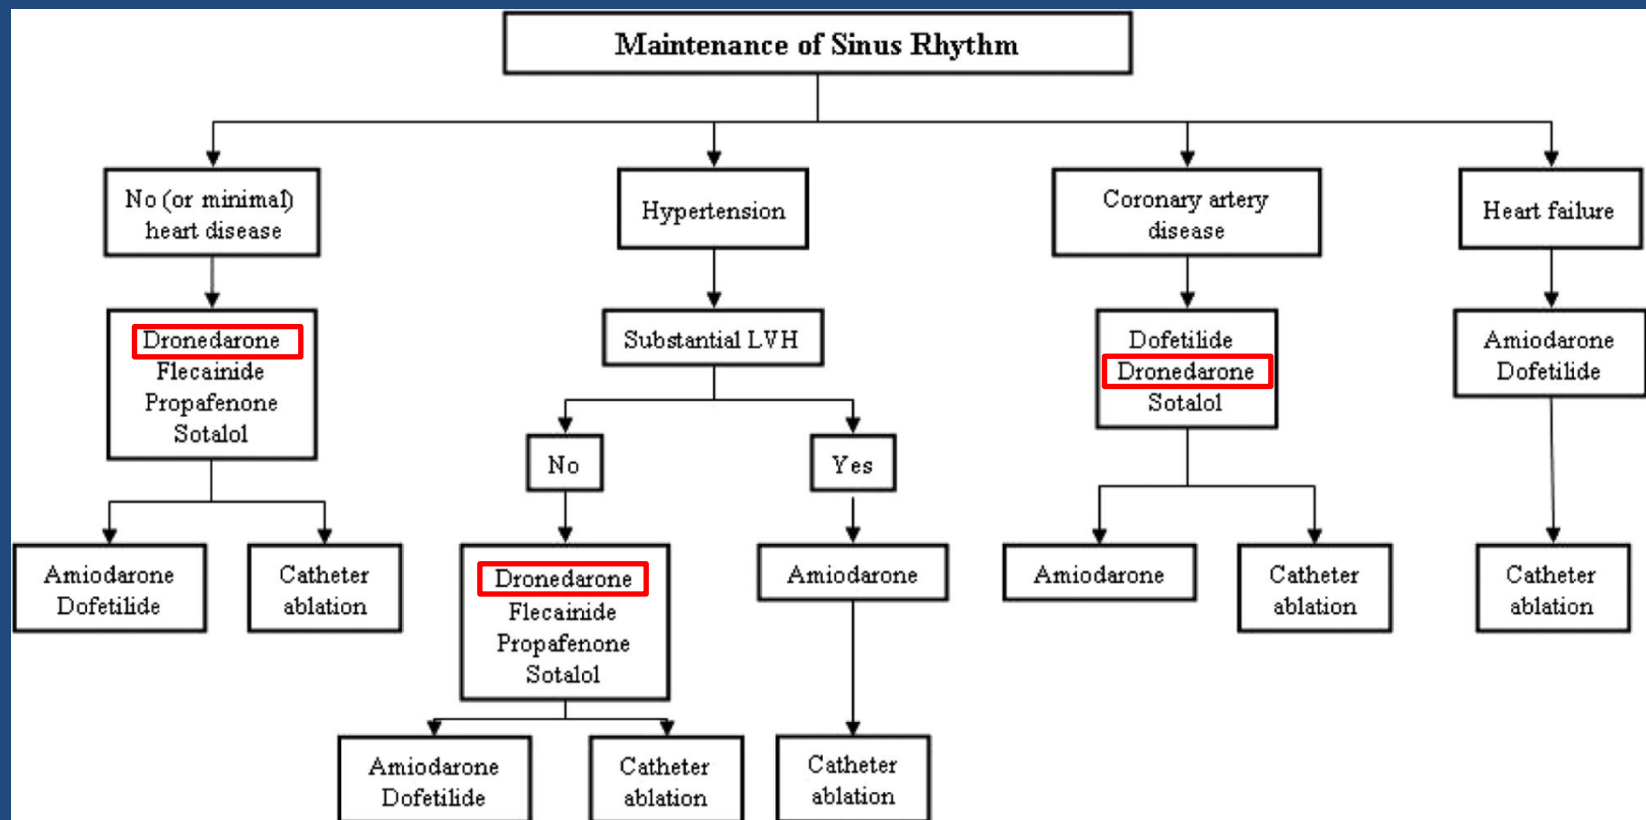 Maintenance of Sinus Rhythm
No (or minimal)
heart disease
Hypertension
Coronary artery
disease
Heart failure
Dronedarone
Flecainide
Propafenone
Sotalol
Substantial LVH
Dofetilide
Dronedarone
Sotalol
Amiodarone
Dofetilide
No
Yes
Amiodarone
Dofetilide
Catheter
ablation
Dronedarone
Flecainide
Propafenone
Sotalol
Amiodarone
Amiodarone
Catheter
ablation
Catheter
ablation
Amiodarone
Dofetilide
Catheter
ablation
Catheter
ablation